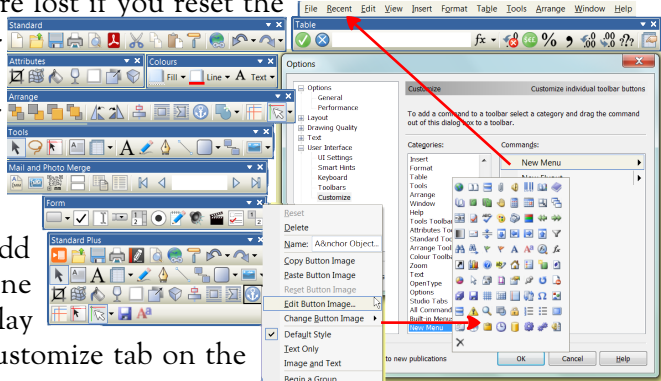 re lost if you reset the
File Recent Edit View Insert Format Table Tools Arrange Window Help
Standard
Table
fx
%
Attributes
Colours
Fill Line A Text
Options
Arrange
Options
General
Performance
Layout
Drawing Quality
Text
User Interface
UI Settings
Smart Hints
Keyboard
Toolbars
Customize
Customize Customize individual toolbar buttons
To add a command to a toolbar select a category and drag the command
out of this dialog box to a toolbar.
Categories: Commands:
Insert
Format
Table
Tools
Arrange
Window
Help
Tools Toolba
Attributes To
Standard Too
Arrange Tool
Colour Toolba
Zoom
Text
OpenType
Options
Studio Tabs
All Command
Built-in Menus
New Menu
New Menu
Tools
Mail and Photo Merge
Form
Standard Plus
Reset
Delete
Name: A&nchor Object...
Copy Button Image
Paste Button Image
Reset Button Image
Edit Button Image...
Change Button Image
Default Style
Text Only
Image and Text
Begin a Group
dd
ne
lay
ustomize tab on the
to new publications
OK Cancel Help